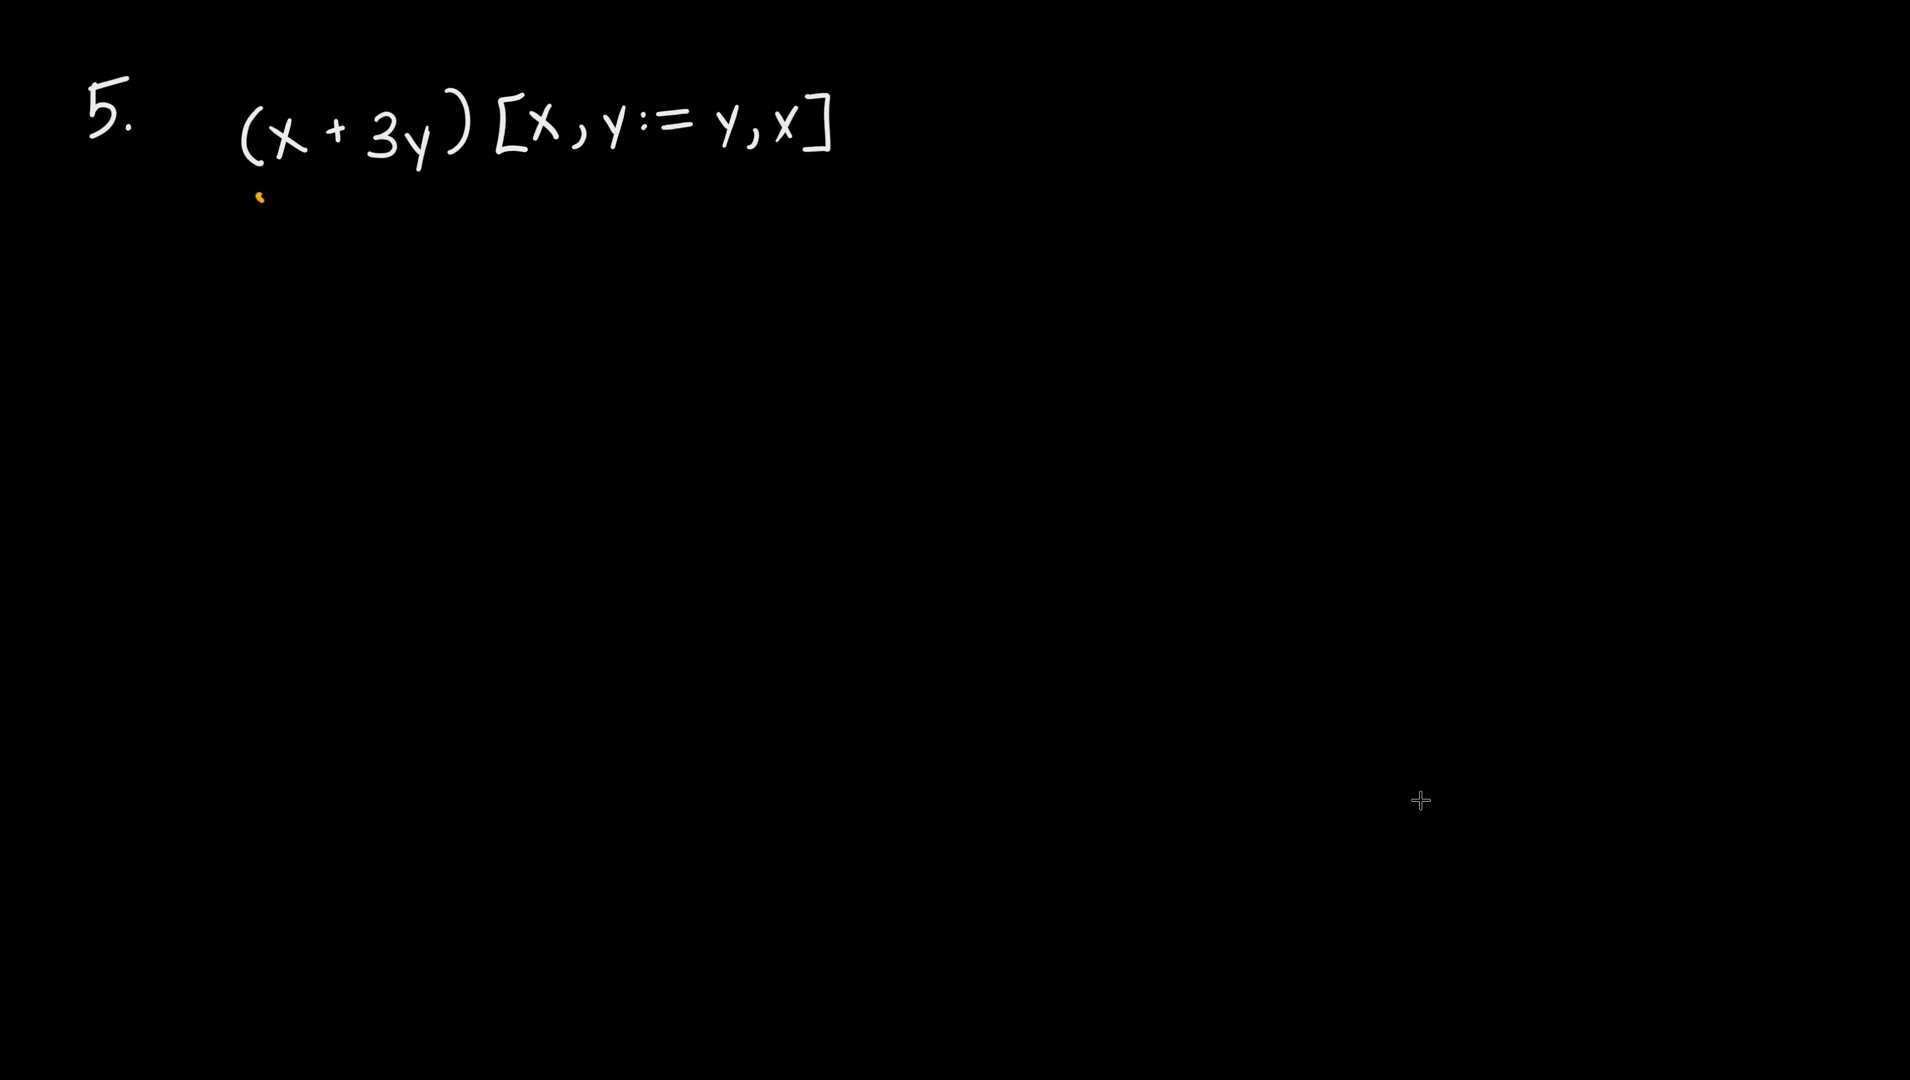 5. (x + 3y) [x, y := y, x]